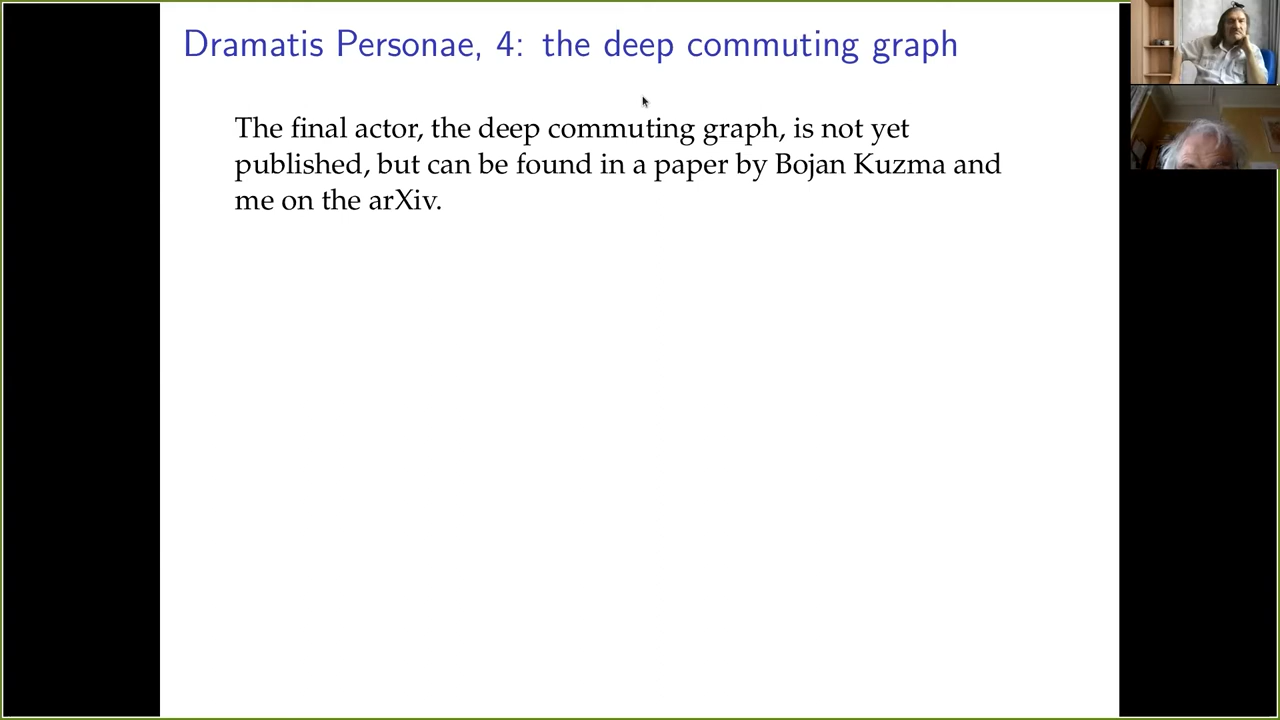 Dramatis Personae, 4: the deep commuting graph
The final actor, the deep commuting graph, is not yet
published, but can be found in a paper by Bojan Kuzma and
me on the arXiv.